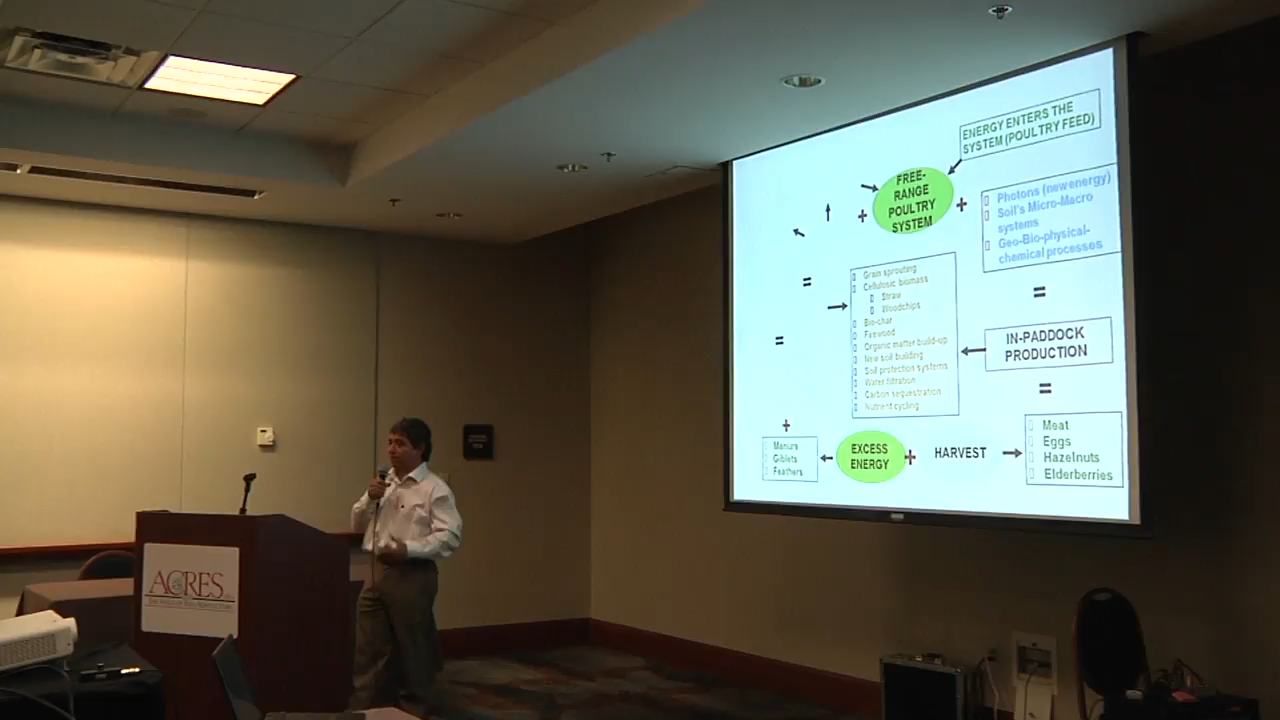 ENERGY ENTERS THE
SYSTEM (POULTRY FEED)
FREE-
RANGE
POULTRY
SYSTEM
+
+
Photons (new energy)
Soil's Micro-Macro
systems
Geo-Bio-physical-
chemical processes
=
=
=
=
Grain sprouting
Cellulosic biomass
Straw
Woodchips
Bio-char
Firewood
Organic matter build-up
New soil building
Soil protection systems
Water filtration
Carbon sequestration
Nutrient cycling
IN-PADDOCK
PRODUCTION
+
Manure
Giblets
Feathers
EXCESS
ENERGY
+
HARVEST
Meat
Eggs
Hazelnuts
Elderberries
ACRES